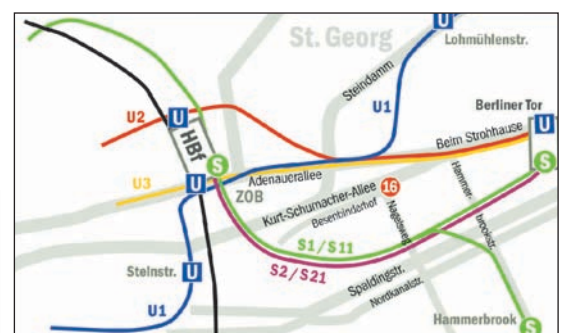 St. Georg
U
Lohmühlenstr.
Steindamm
U1
Berliner Tor
U2
U
HBf
Beim Strohhause
U
S
S
U3
U
ZOB
Adenauerallee
Kurt-Schumacher-Allee
16
Besenbinderhof
Nagelsweg
Hammer-
brookstr.
S1/S11
S2/S21
Steinstr.
U
Spaldingstr.
Nordkanalstr.
U1
Hammerbrook
S